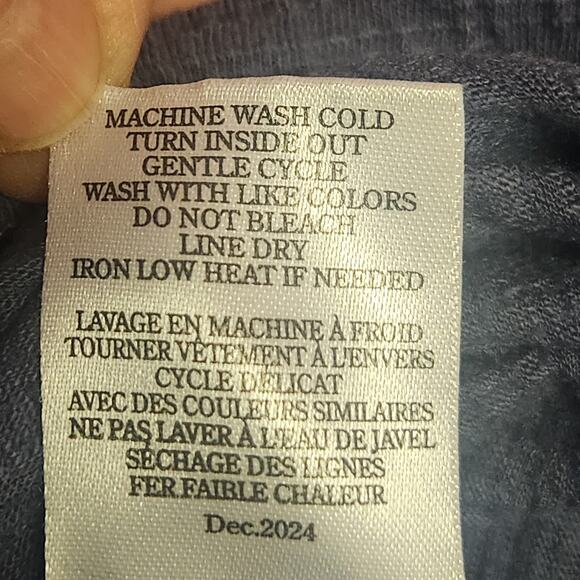 MACHINE WASH COLD
TURN INSIDE OUT
GENTLE CYCLE
WASH WITH LIKE COLORS
DO NOT BLEACH
LINE DRY
IRON LOW HEAT IF NEEDED
LAVAGE EN MACHINE À FROID
TOURNER VÊTEMENT À L'ENVERS
CYCLE DÉLICAT
AVEC DES COULEURS SIMILAIRES
NE PAS LAVER À L'EAU DE JAVEL
SÉCHAGE DES LIGNES
FER FAIBLE CHALEUR
Dec.2024